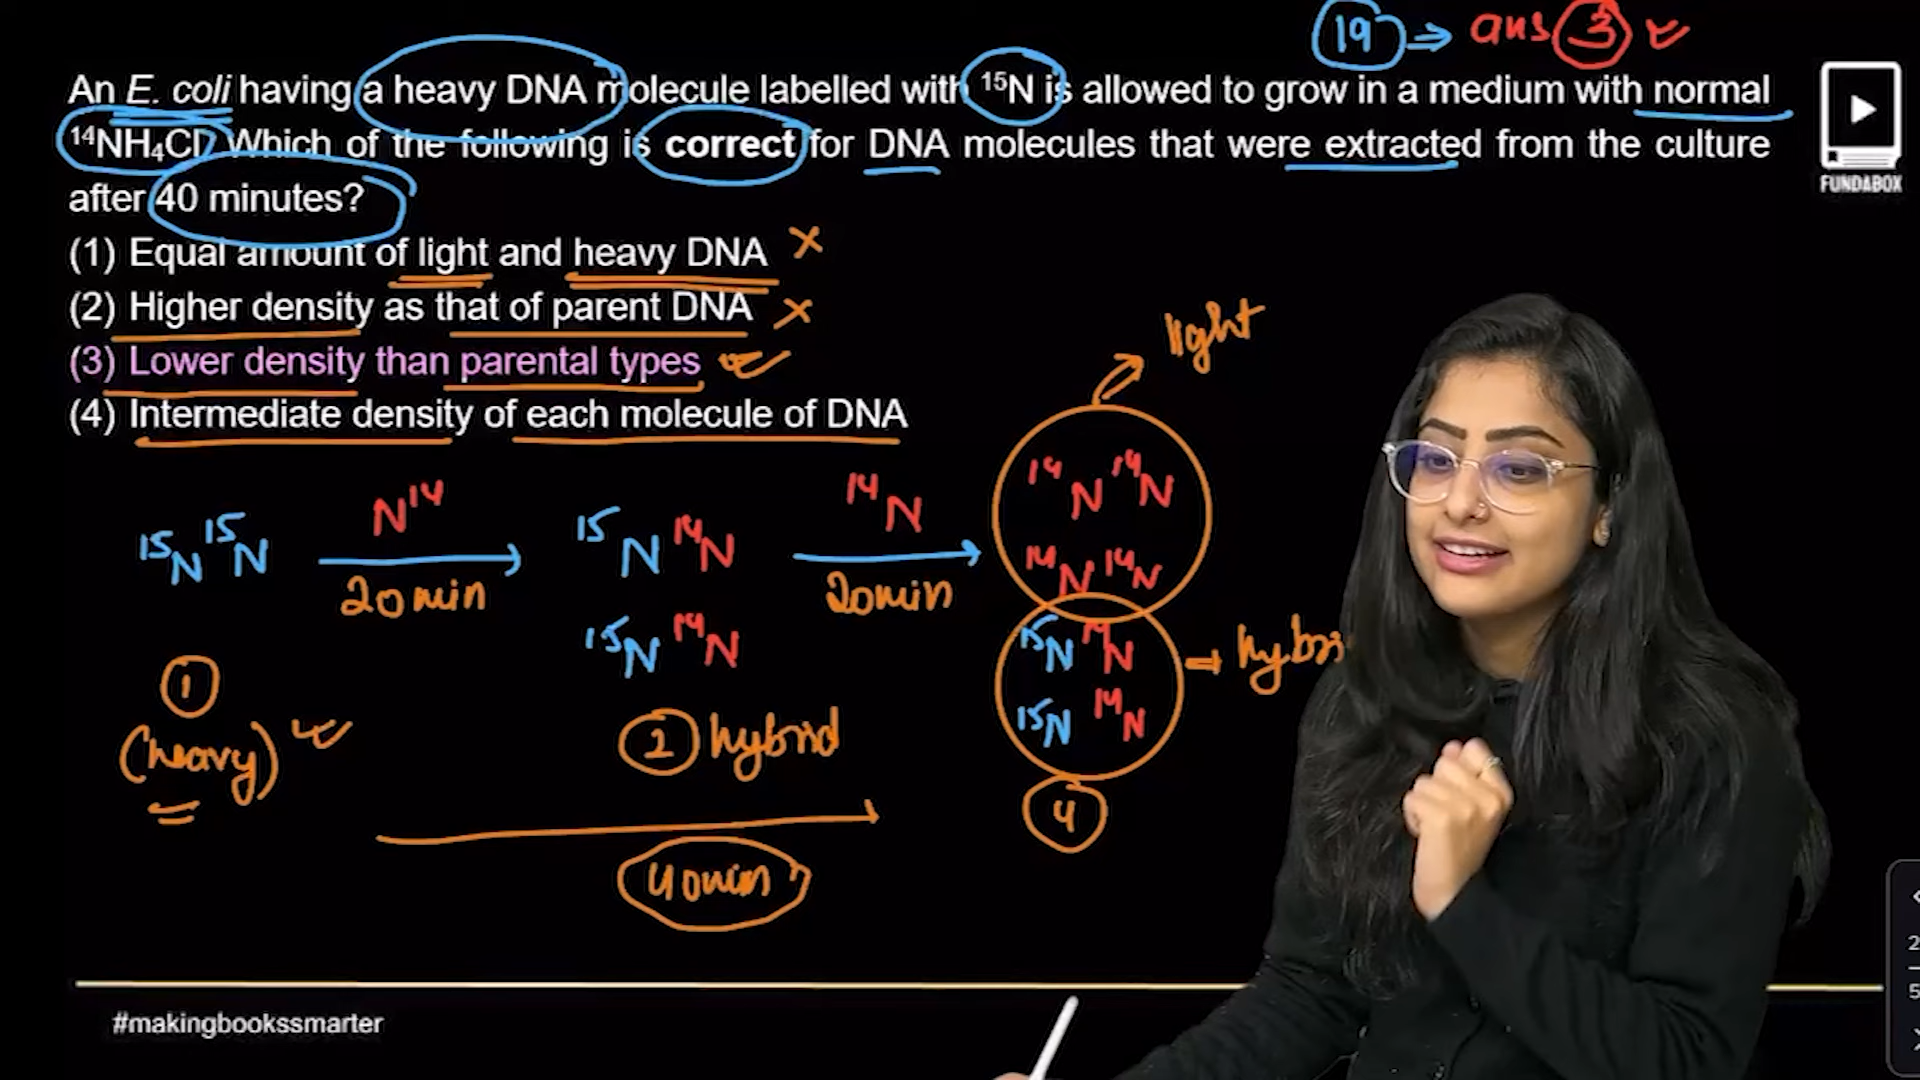 19 ⇒ ans 3
An E. coli having a heavy DNA molecule labelled with ¹⁵N is allowed to grow in a medium with normal
¹⁴NH₄Cl. Which of the following is correct for DNA molecules that were extracted from the culture
after 40 minutes?
FUNDABOX
(1) Equal amount of light and heavy DNA ×
(2) Higher density as that of parent DNA ×
(3) Lower density than parental types
(4) Intermediate density of each molecule of DNA
light
¹⁵N ¹⁵N
N¹⁴
20min
¹⁵N ¹⁴N
¹⁵N ¹⁴N
¹⁴N
20min
¹⁴N ¹⁴N
¹⁴N ¹⁴N
¹⁵N ¹⁴N
¹⁵N ¹⁴N
1
(heavy)
2 hybrid
4
40min
#makingbookssmarter